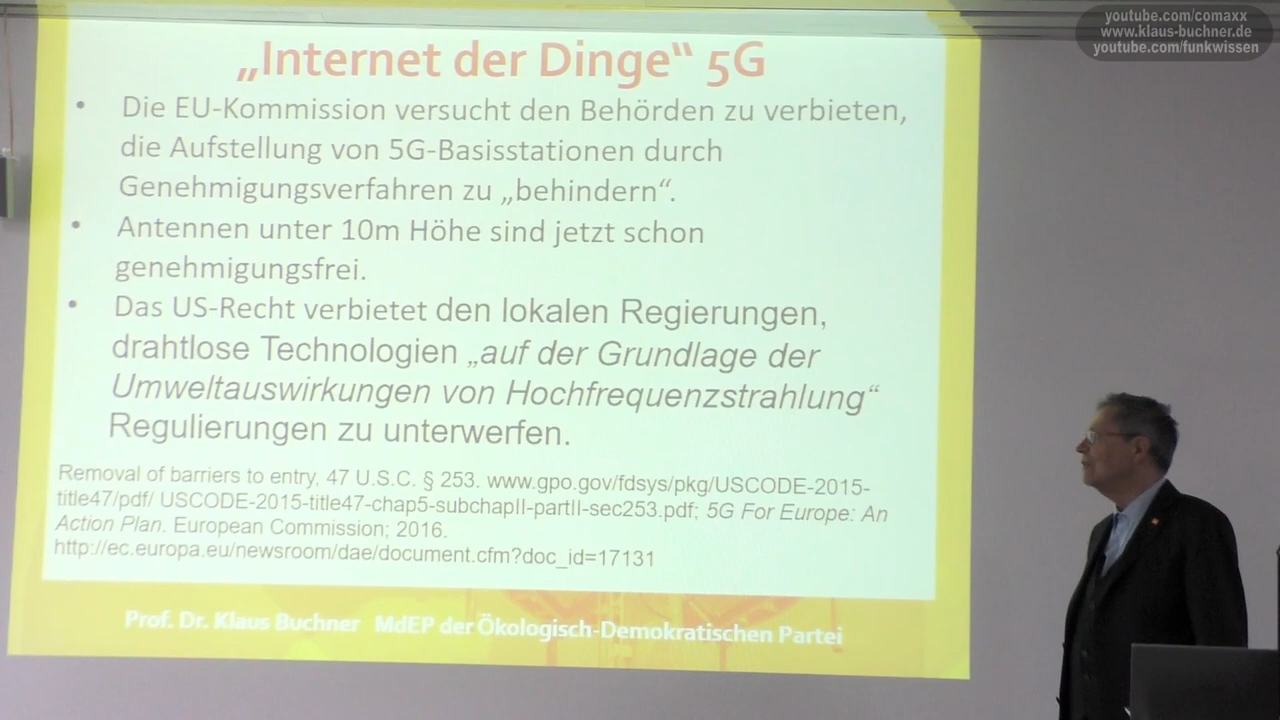 youtube.com/comaxx
www.klaus-buchner.de
youtube.com/funkwissen
„Internet der Dinge“ 5G
• Die EU-Kommission versucht den Behörden zu verbieten,
die Aufstellung von 5G-Basisstationen durch
Genehmigungsverfahren zu „behindern“.
• Antennen unter 10m Höhe sind jetzt schon
genehmigungsfrei.
• Das US-Recht verbietet den lokalen Regierungen,
drahtlose Technologien „auf der Grundlage der
Umweltauswirkungen von Hochfrequenzstrahlung“
Regulierungen zu unterwerfen.
Removal of barriers to entry, 47 U.S.C. § 253. www.gpo.gov/fdsys/pkg/USCODE-2015-
title47/pdf/ USCODE-2015-title47-chap5-subchapII-partII-sec253.pdf; 5G For Europe: An
Action Plan. European Commission; 2016.
http://ec.europa.eu/newsroom/dae/document.cfm?doc_id=17131
Prof. Dr. Klaus Buchner MdEP der Ökologisch-Demokratischen Partei